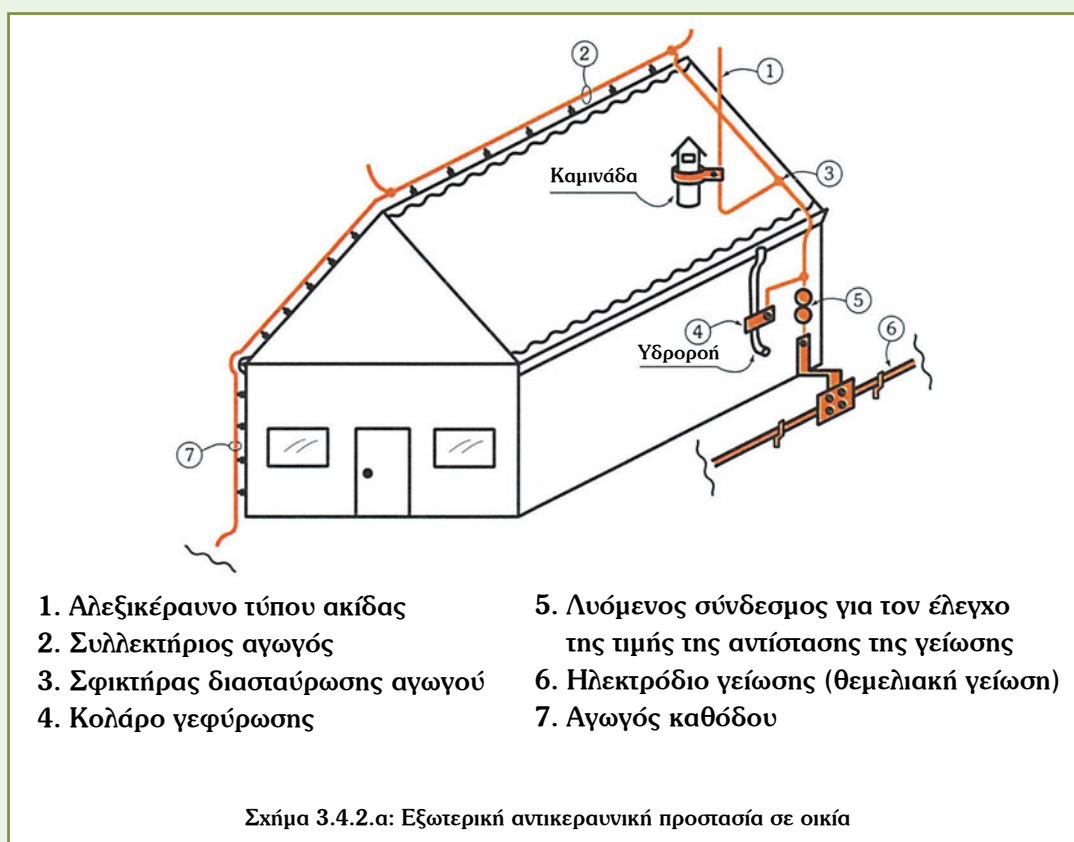 2
1
Καμινάδα
3
4
5
6
Υδροροή
7
1. Αλεξικέραυνο τύπου ακίδας
2. Συλλεκτήριος αγωγός
3. Σφικτήρας διασταύρωσης αγωγού
4. Κολάρο γεφύρωσης
5. Λυόμενος σύνδεσμος για τον έλεγχο
της τιμής της αντίστασης της γείωσης
6. Ηλεκτρόδιο γείωσης (θεμελιακή γείωση)
7. Αγωγός καθόδου
Σχήμα 3.4.2.α: Εξωτερική αντικεραυνική προστασία σε οικία